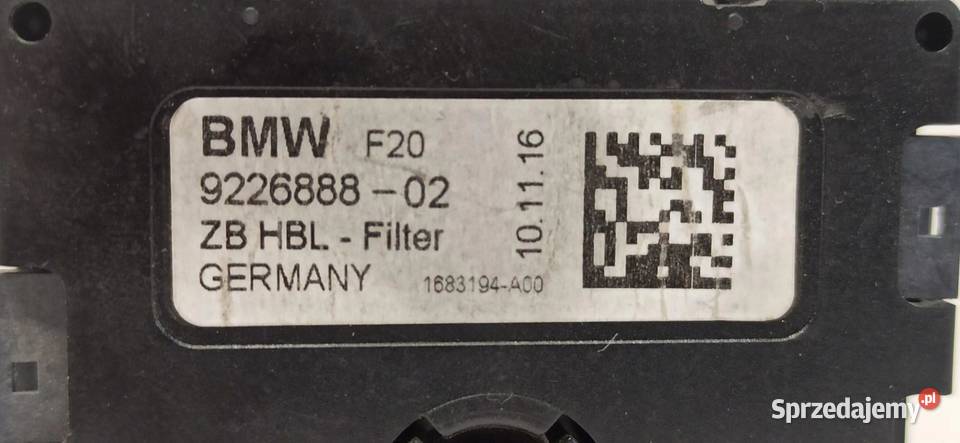 BMW F20
9226888-02
ZB HBL - Filter
GERMANY 1683194-A00
10.11.16
Sprzedajemy.pl